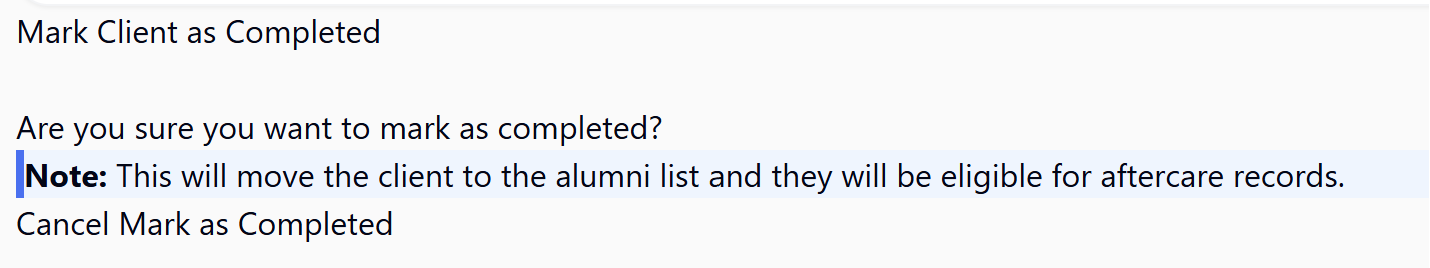 Mark Client as Completed
Are you sure you want to mark as completed?
Note: This will move the client to the alumni list and they will be eligible for aftercare records.
Cancel Mark as Completed